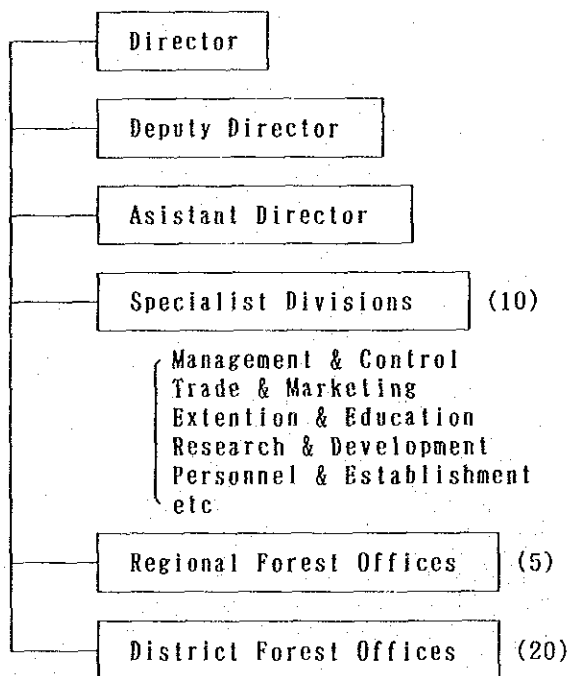 Director
Deputy Director
Asistant Director
Specialist Divisions (10)
Management & Control
Trade & Marketing
Extention & Education
Research & Development
Personnel & Establishment
etc
Regional Forest Offices (5)
District Forest Offices (20)